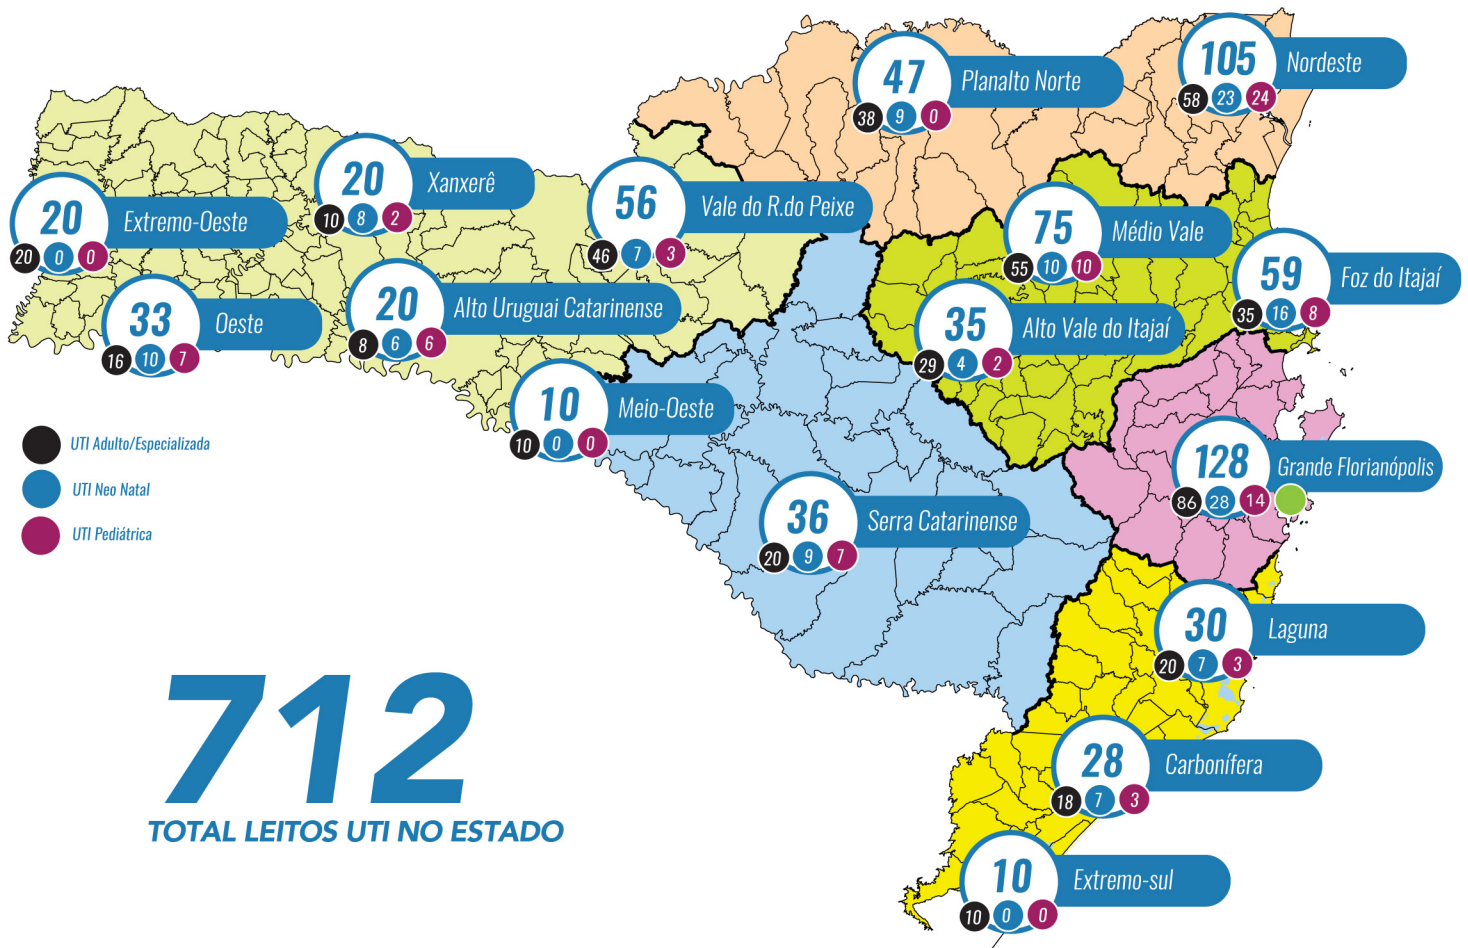 105
Nordeste
58 23 24
47
Planalto Norte
38 9 0
20
Xanxerê
10 8 2
56
Vale do R.do Peixe
46 7 3
20
Extremo-Oeste
20 0 0
75
Médio Vale
55 10 10
59
Foz do Itajaí
35 16 8
33
Oeste
16 10 7
20
Alto Uruguai Catarinense
8 6 6
35
Alto Vale do Itajaí
29 4 2
10
Meio-Oeste
10 0 0
UTI Adulto/Especializada
UTI Neo Natal
UTI Pediátrica
128
Grande Florianópolis
86 28 14
36
Serra Catarinense
20 9 7
30
Laguna
20 7 3
712
TOTAL LEITOS UTI NO ESTADO
28
Carbonífera
18 7 3
10
Extremo-sul
10 0 0